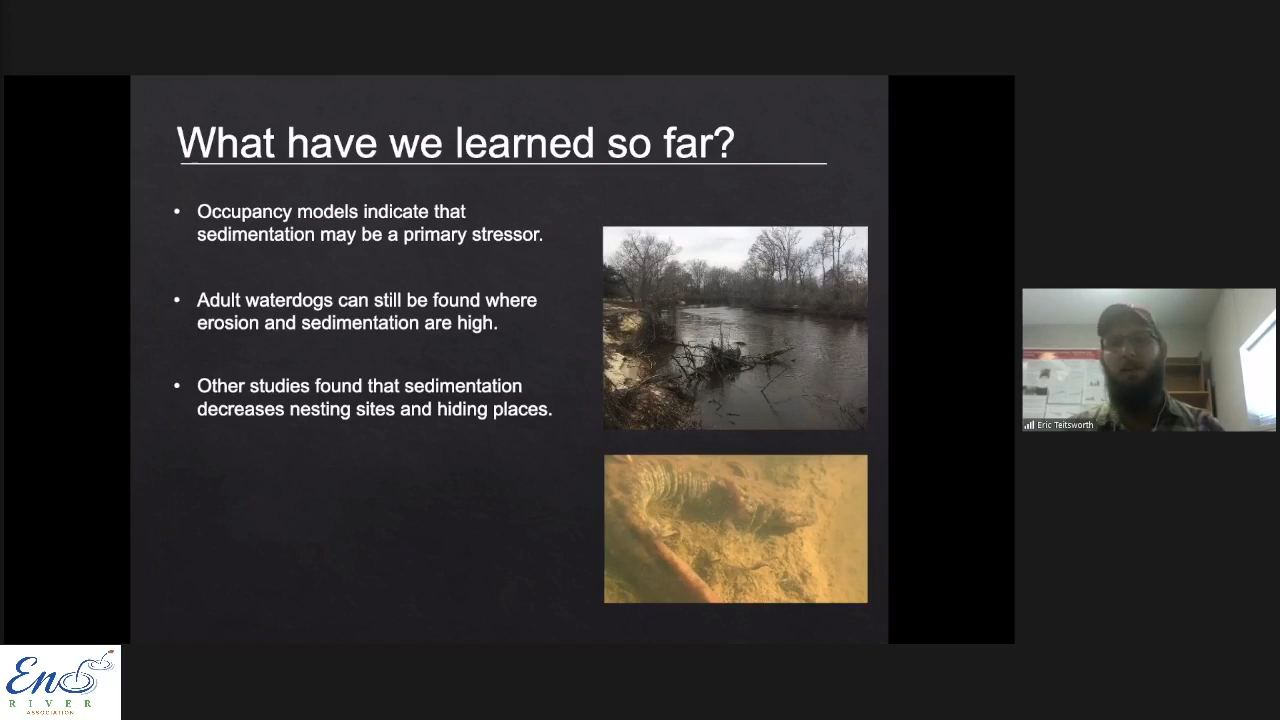 What have we learned so far?
• Occupancy models indicate that
sedimentation may be a primary stressor.
• Adult waterdogs can still be found where
erosion and sedimentation are high.
• Other studies found that sedimentation
decreases nesting sites and hiding places.
Eric Teitsworth
Eno
RIVER
ASSOCIATION